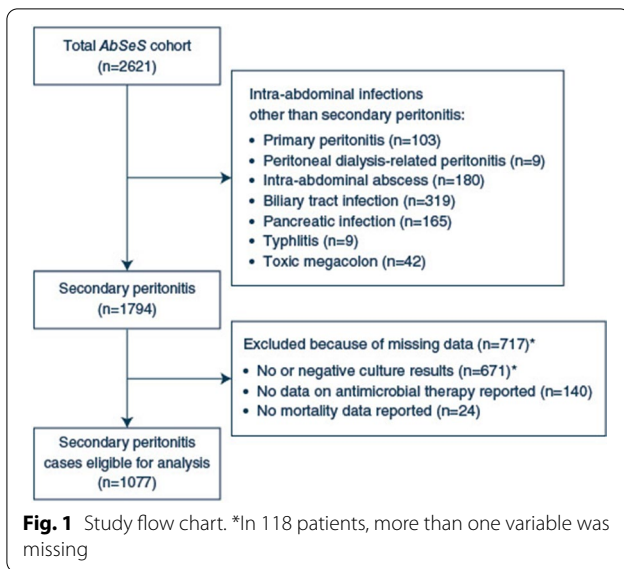 Total AbSeS cohort
(n=2621)
Intra-abdominal infections
other than secondary peritonitis:
• Primary peritonitis (n=103)
• Peritoneal dialysis-related peritonitis (n=9)
• Intra-abdominal abscess (n=180)
• Biliary tract infection (n=319)
• Pancreatic infection (n=165)
• Typhlitis (n=9)
• Toxic megacolon (n=42)
Secondary peritonitis
(n=1794)
Excluded because of missing data (n=717)*
• No or negative culture results (n=671)*
• No data on antimicrobial therapy reported (n=140)
• No mortality data reported (n=24)
Secondary peritonitis
cases eligible for analysis
(n=1077)
Fig. 1 Study flow chart. *In 118 patients, more than one variable was
missing